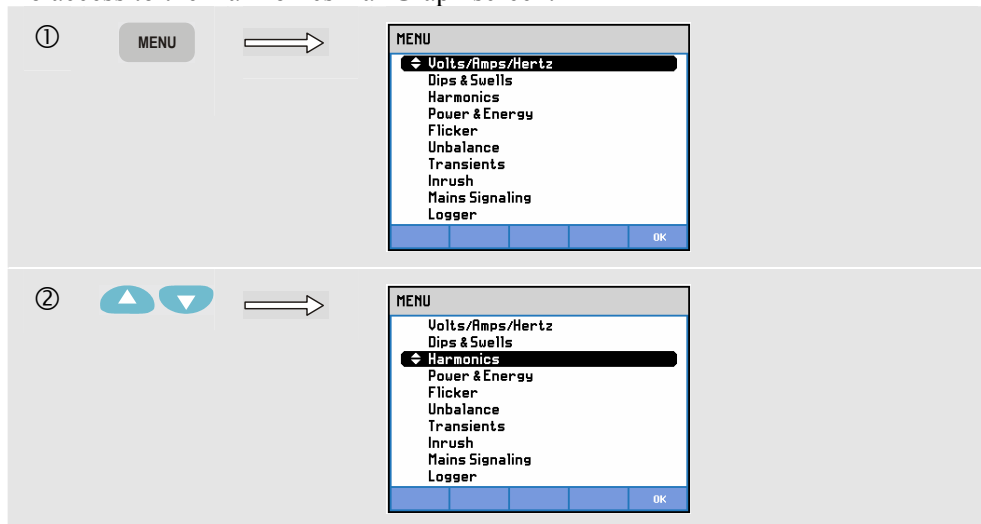 ①
MENU
MENU
Volts/Amps/Hertz
Dips & Swells
Harmonics
Power & Energy
Flicker
Unbalance
Transients
Inrush
Mains Signaling
Logger
OK
②
MENU
Volts/Amps/Hertz
Dips & Swells
Harmonics
Power & Energy
Flicker
Unbalance
Transients
Inrush
Mains Signaling
Logger
OK